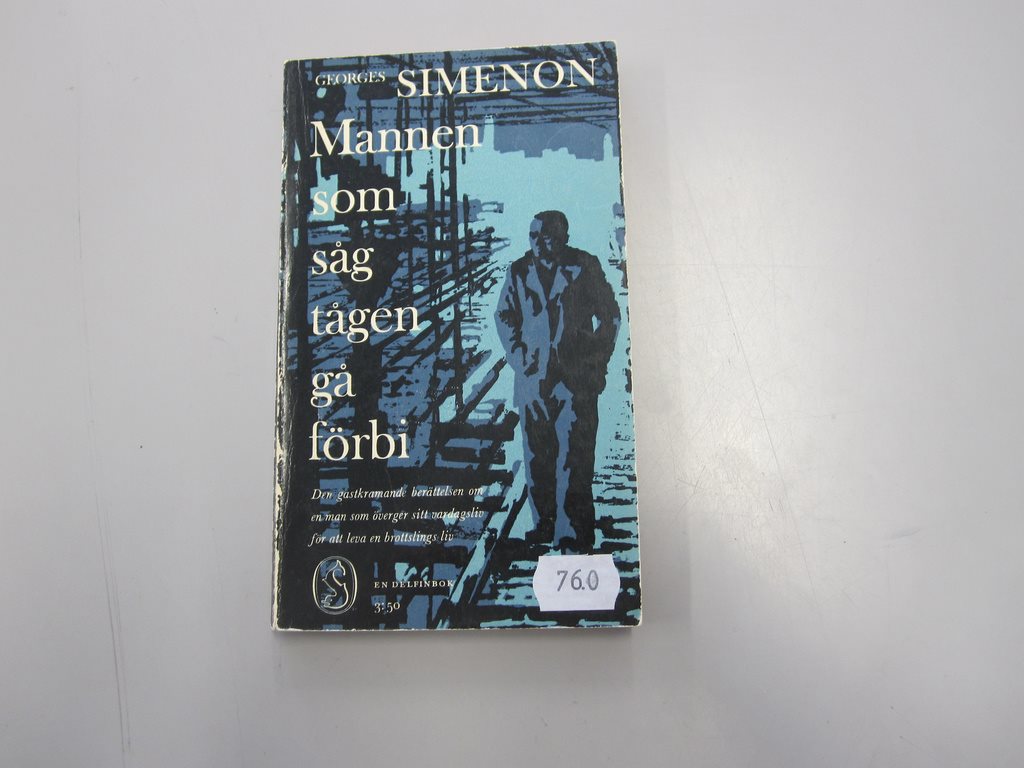 GEORGES SIMENON
Mannen
som
såg
tågen
gå
förbi
Den gastkramande berättelsen om
en man som överger sitt vardagsliv
för att leva en brottslings liv
EN DELFINBOK
3:50
76.0